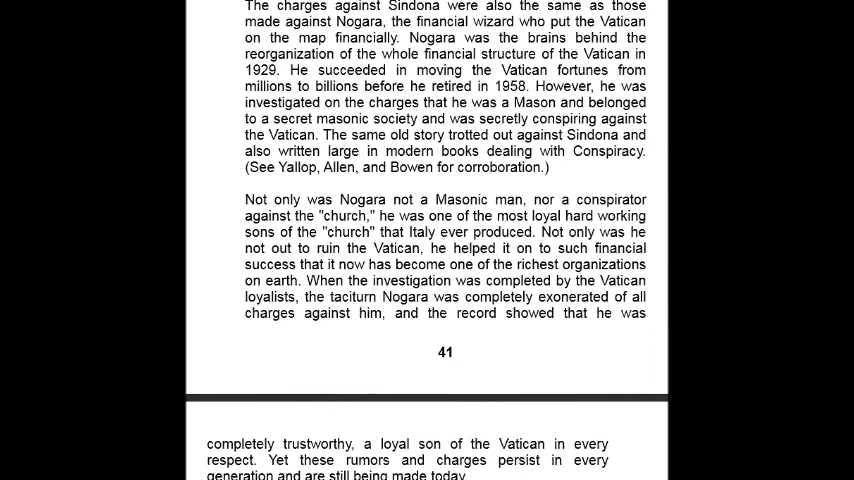 The charges against Sindona were also the same as those
made against Nogara, the financial wizard who put the Vatican
on the map financially. Nogara was the brains behind the
reorganization of the whole financial structure of the Vatican in
1929. He succeeded in moving the Vatican fortunes from
millions to billions before he retired in 1958. However, he was
investigated on the charges that he was a Mason and belonged
to a secret masonic society and was secretly conspiring against
the Vatican. The same old story trotted out against Sindona and
also written large in modern books dealing with Conspiracy.
(See Yallop, Allen, and Bowen for corroboration.)
Not only was Nogara not a Masonic man, nor a conspirator
against the "church," he was one of the most loyal hard working
sons of the "church" that Italy ever produced. Not only was he
not out to ruin the Vatican, he helped it on to such financial
success that it now has become one of the richest organizations
on earth. When the investigation was completed by the Vatican
loyalists, the taciturn Nogara was completely exonerated of all
charges against him, and the record showed that he was
41
completely trustworthy, a loyal son of the Vatican in every
respect. Yet these rumors and charges persist in every
generation and are still being made today